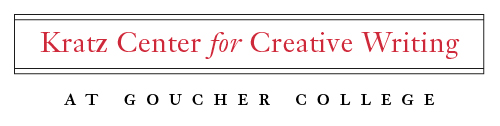 Kratz Center for Creative Writing
AT GOUCHER COLLEGE